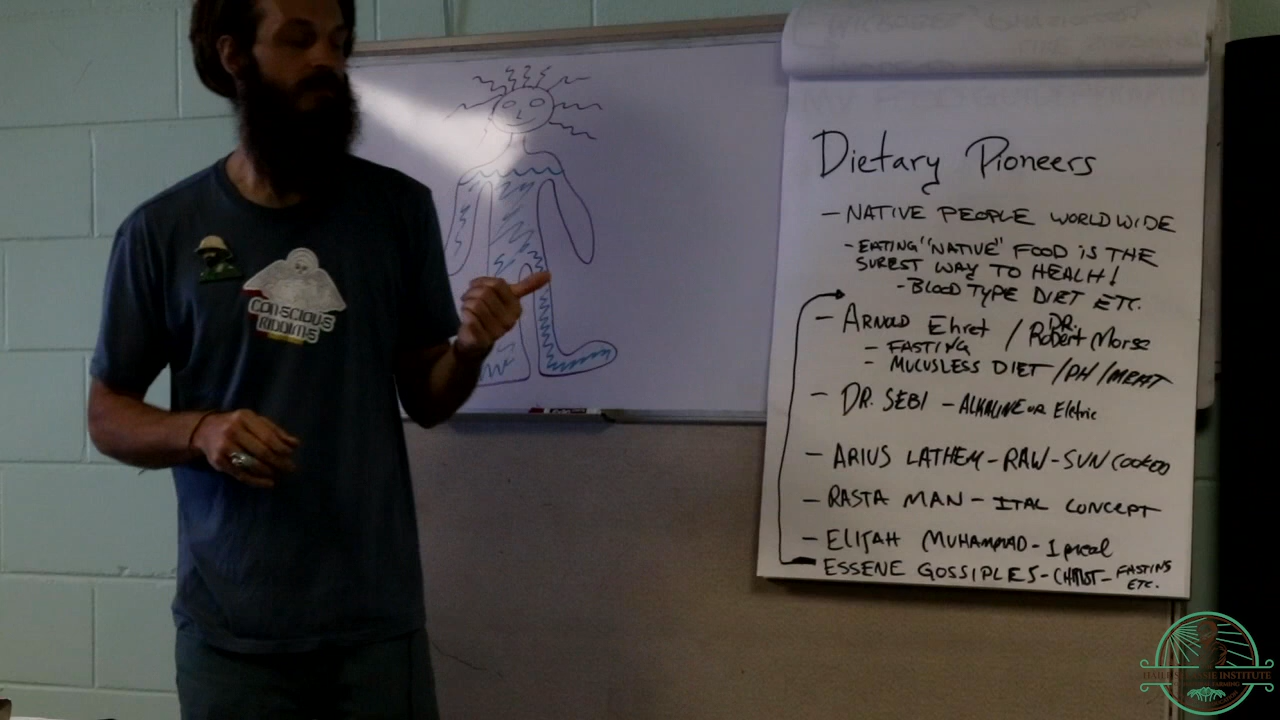 CONSCIOUS
RIDDIMS
Dietary Pioneers
- NATIVE PEOPLE WORLDWIDE
- EATING "NATIVE" FOOD IS THE
SUREST WAY TO HEALH!
- BLOOD TYPE DIET ETC.
- ARNOLD Ehret / DR. Robert Morse
- FASTING
- MUCUSLESS DIET / PH / MEAT
- DR. SEBI - ALKALINE OR Eletric
- ARIUS LATHEM - RAW - SUN COOKED
- RASTA MAN - ITAL CONCEPT
- ELIJAH MUHAMMAD - 1 meal
ESSENE GOSSIPLES - CHRIST - FASTING
ETC.
INSTITUTE